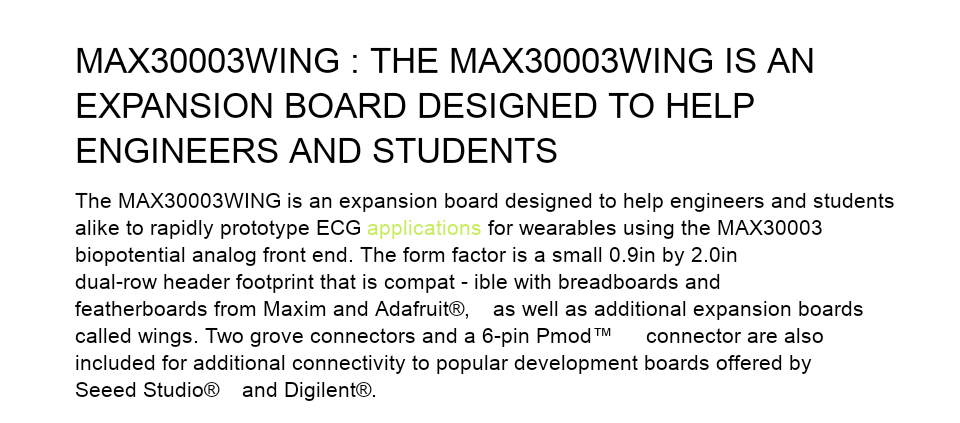 MAX30003WING : THE MAX30003WING IS AN
EXPANSION BOARD DESIGNED TO HELP
ENGINEERS AND STUDENTS
The MAX30003WING is an expansion board designed to help engineers and students
alike to rapidly prototype ECG applications for wearables using the MAX30003
biopotential analog front end. The form factor is a small 0.9in by 2.0in
dual-row header footprint that is compat - ible with breadboards and
featherboards from Maxim and Adafruit®, as well as additional expansion boards
called wings. Two grove connectors and a 6-pin Pmod™ connector are also
included for additional connectivity to popular development boards offered by
Seeed Studio® and Digilent®.